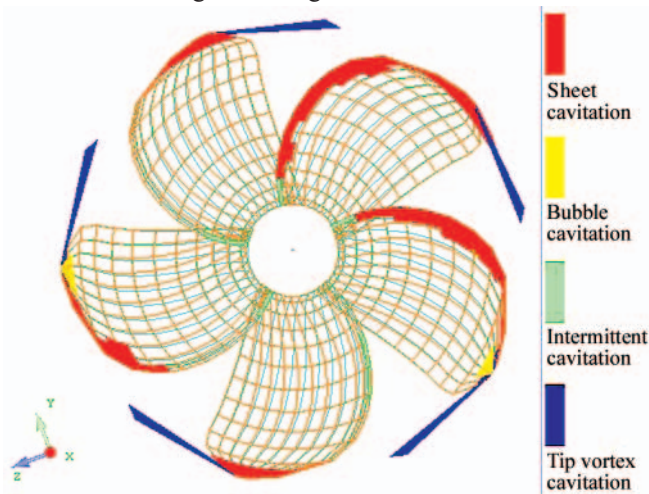 Sheet
cavitation
Bubble
cavitation
Intermittent
cavitation
Tip vortex
cavitation
Y
X
Z